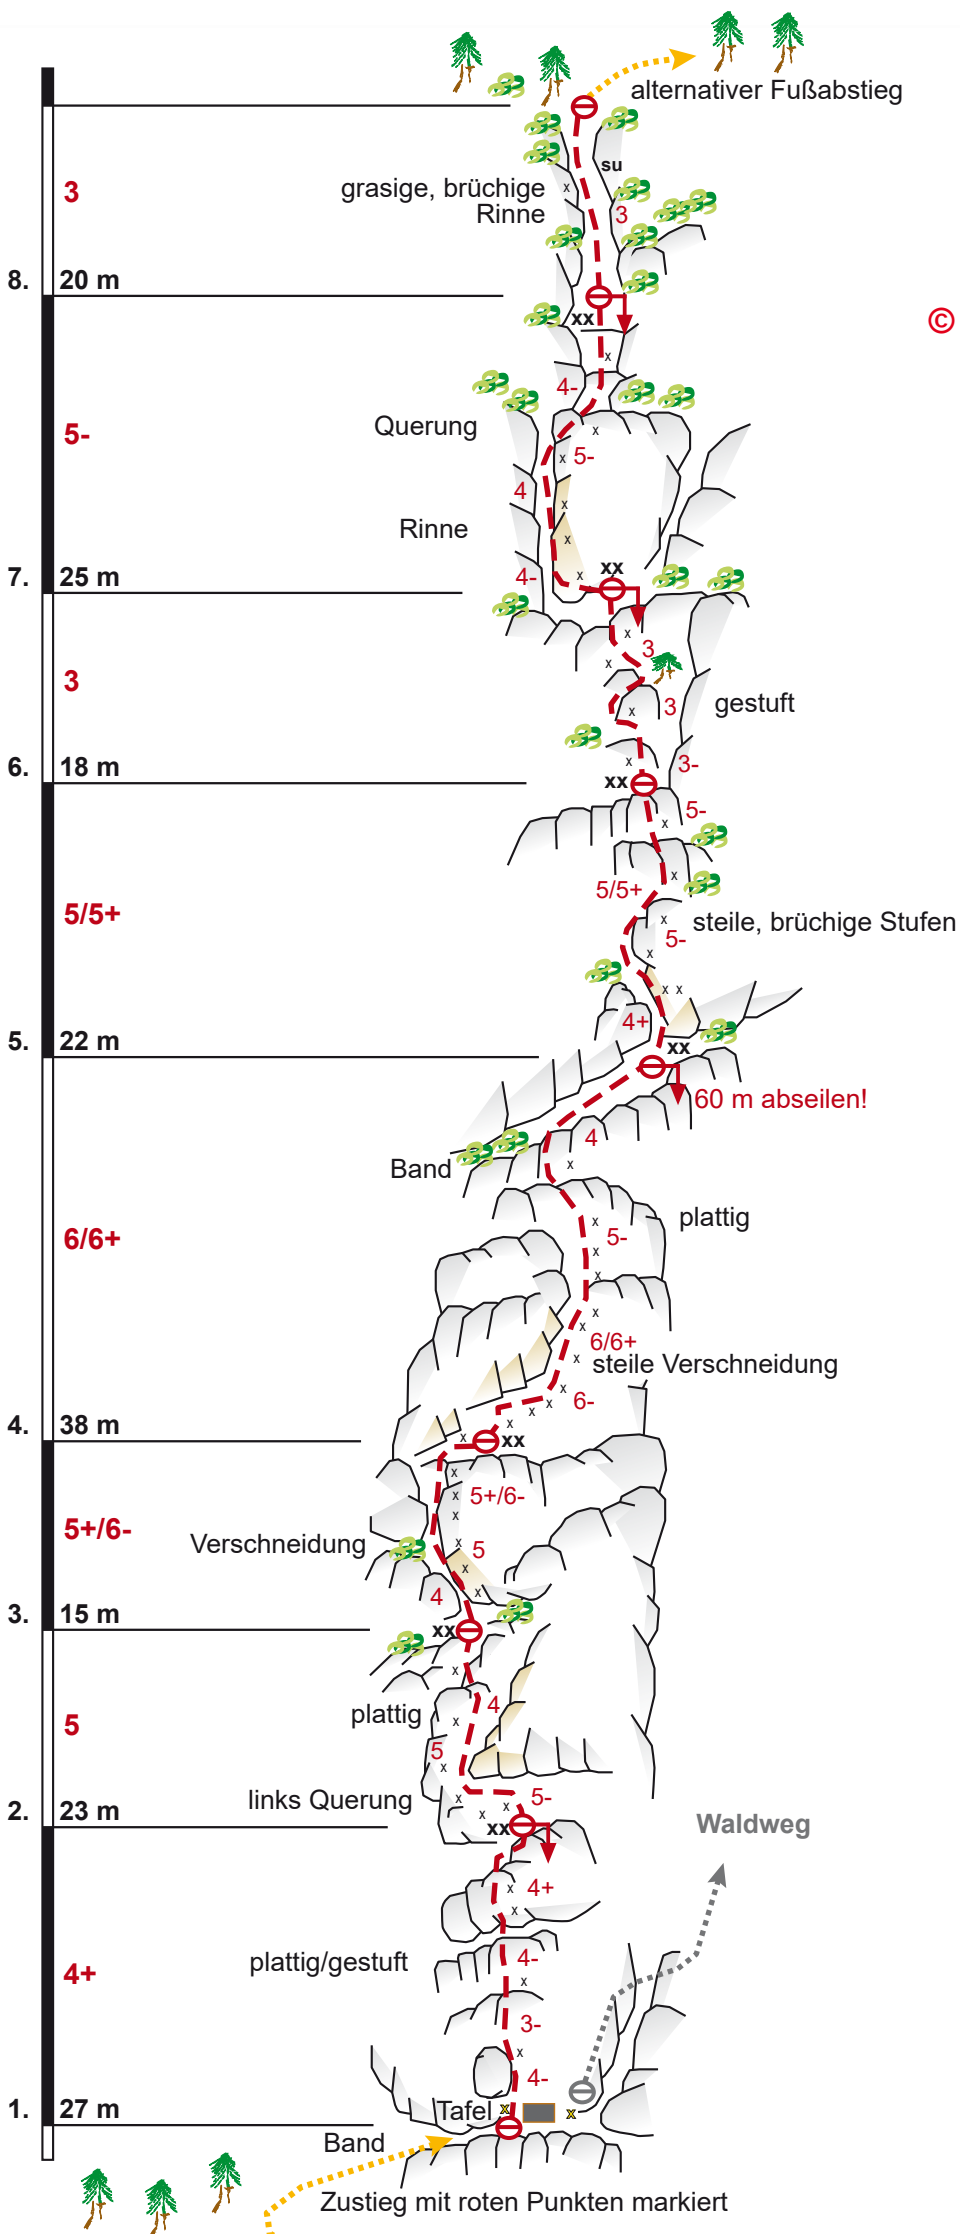 alternativer Fußabstieg
su
3
grasige, brüchige
Rinne
3
8.
20 m
xx
©
4-
Querung
5-
5-
4
Rinne
xx
4-
7.
25 m
3
3
3
gestuft
6.
18 m
3-
xx
5-
5/5+
5/5+
steile, brüchige Stufen
5-
4+
5.
22 m
xx
60 m abseilen!
4
Band
plattig
6/6+
5-
6/6+
steile Verschneidung
6-
4.
38 m
xx
5+/6-
5+/6-
Verschneidung
5
4
3.
15 m
xx
4
plattig
5
5
links Querung
5-
2.
23 m
xx
Waldweg
4+
plattig/gestuft
4-
4+
3-
4-
1.
27 m
Tafel
x
x
Band
Zustieg mit roten Punkten markiert